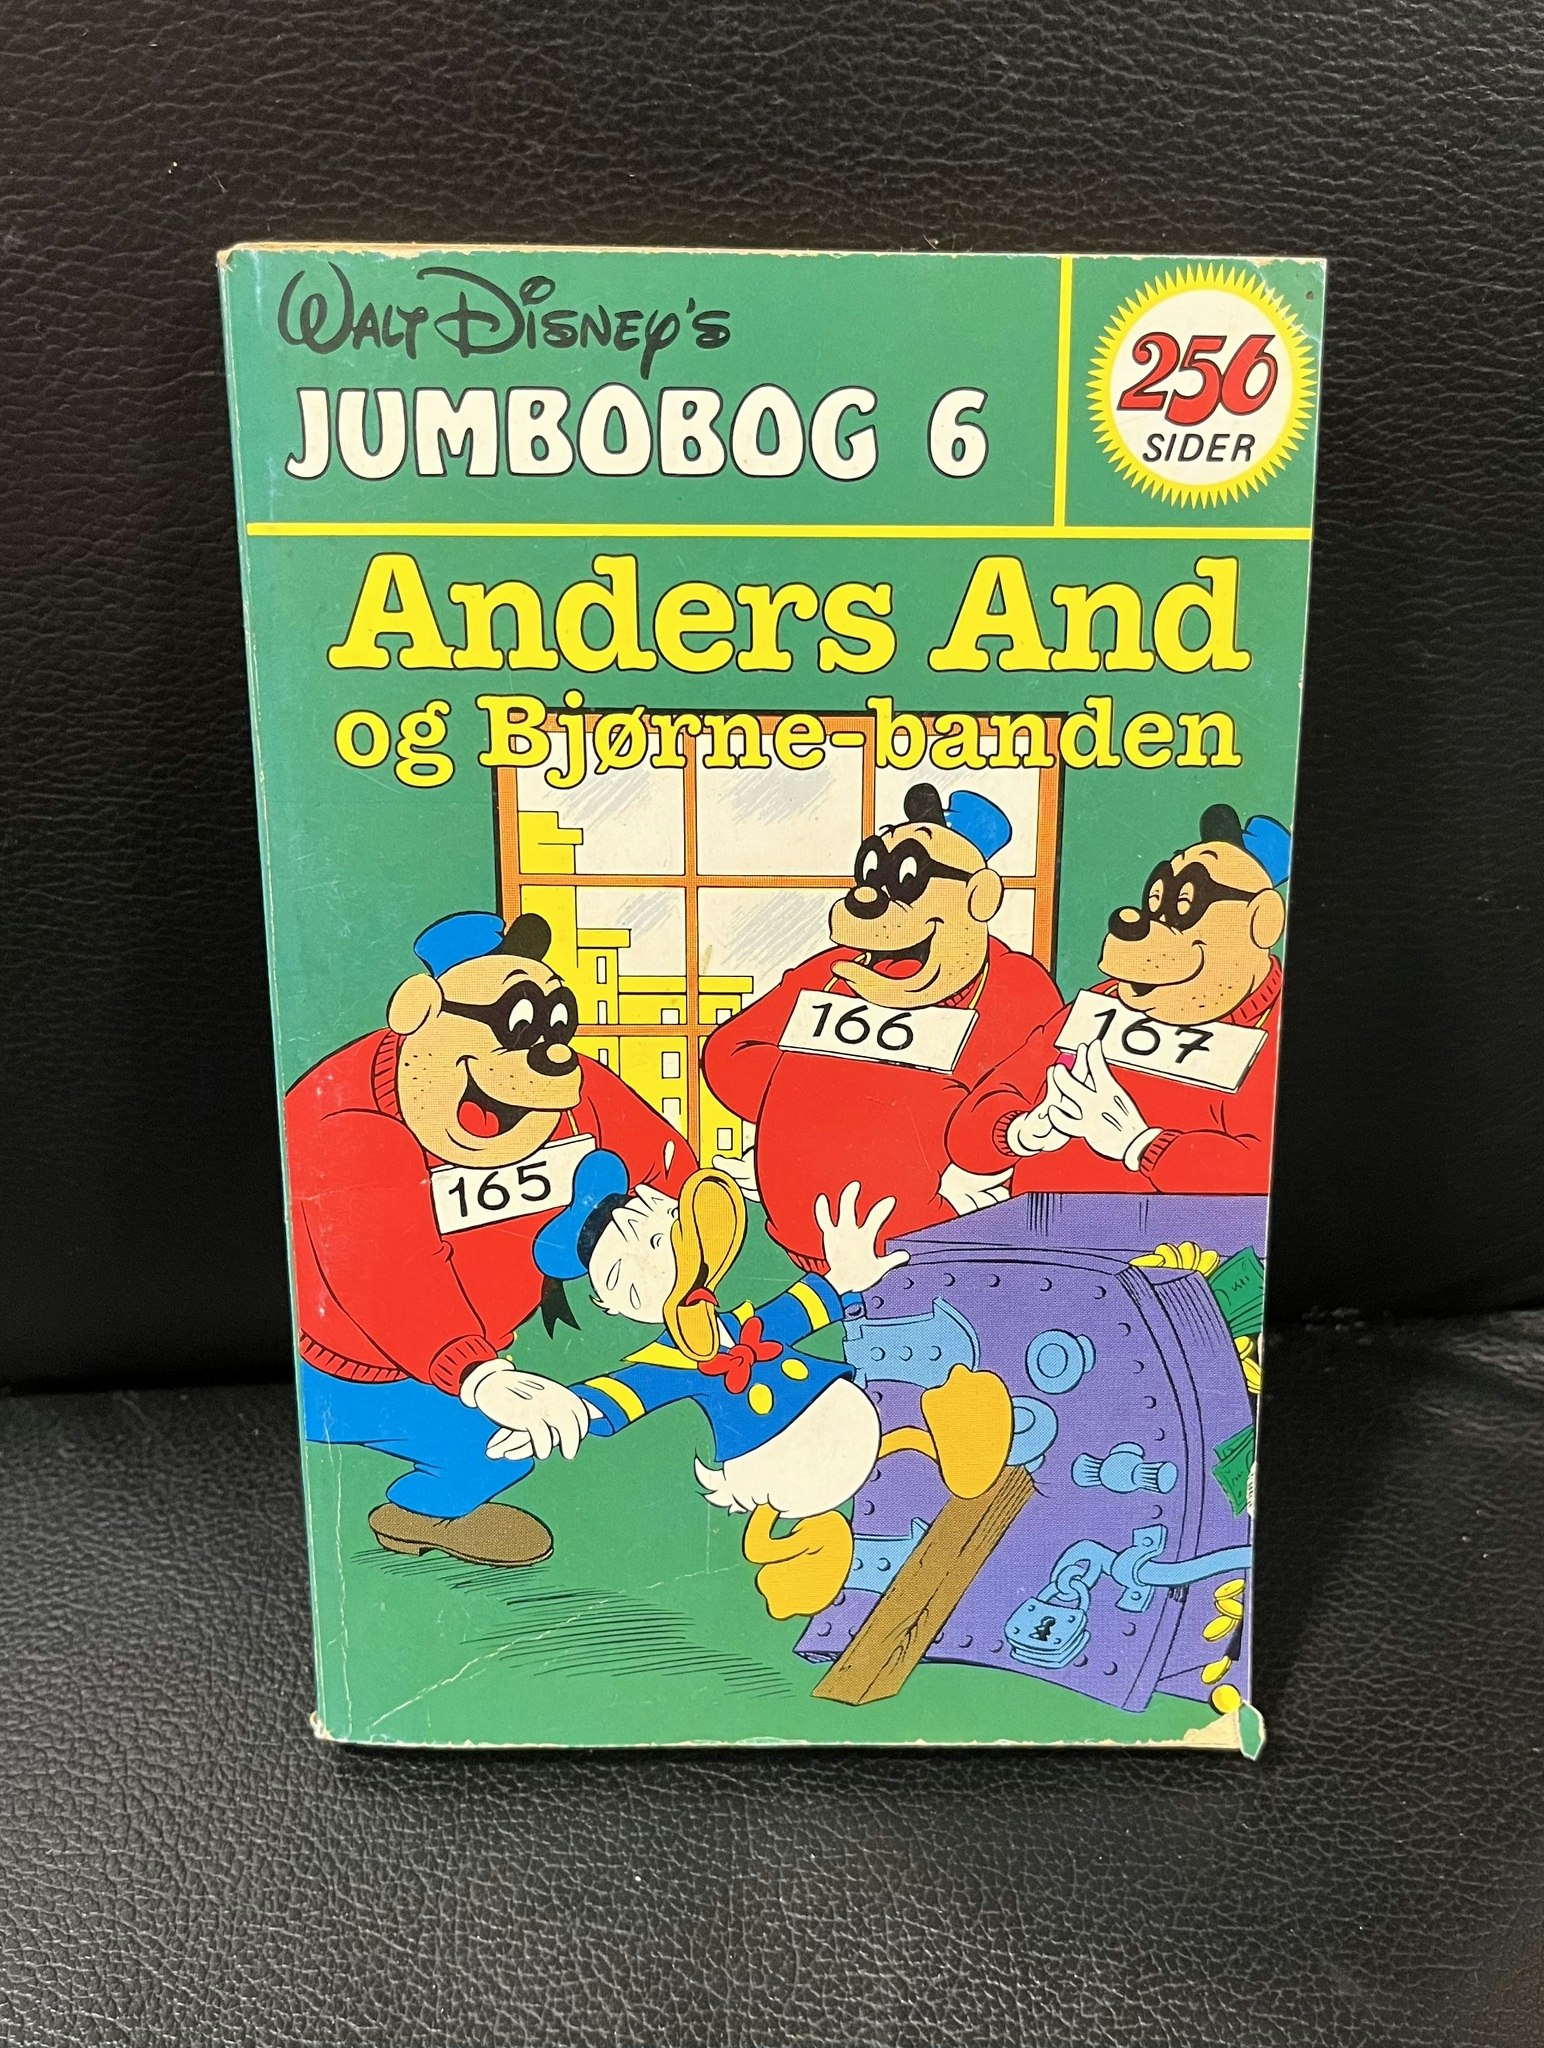 WALT DISNEY'S
JUMBOBOG 6
256
SIDER
Anders And
og Bjørne-banden
166
167
165